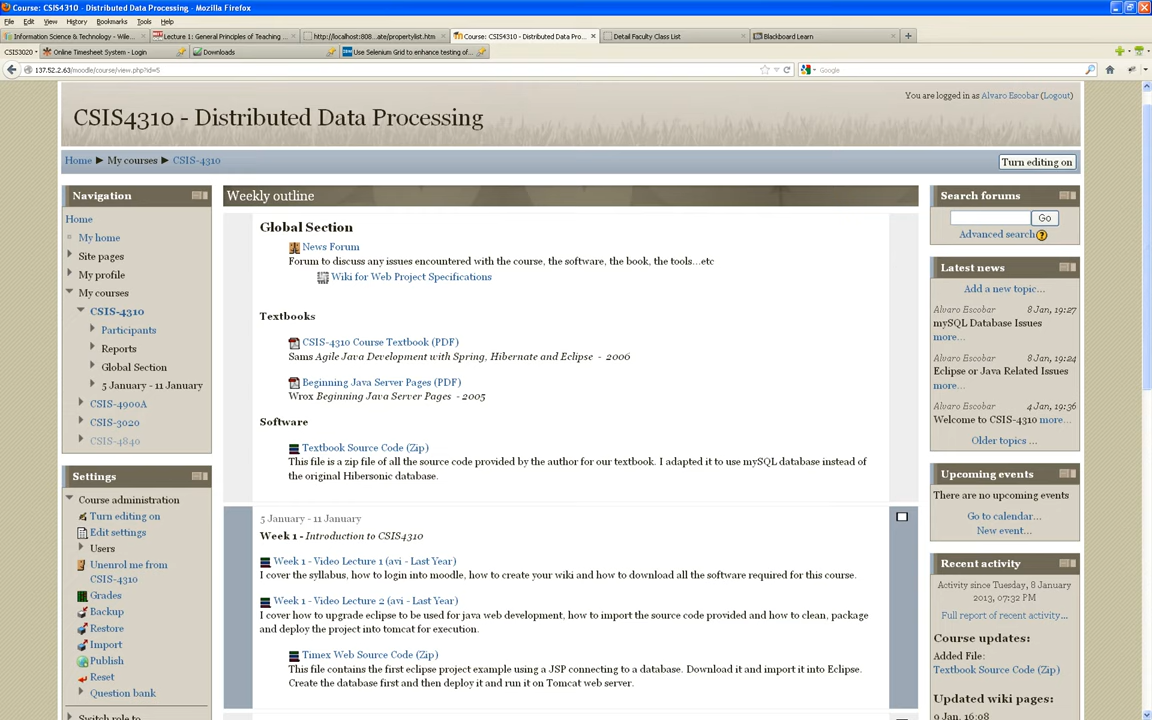 Course: CSIS4310 - Distributed Data Processing - Mozilla Firefox
File Edit View History Bookmarks Tools Help
Information Science & Technology - Wile...
Lecture 1: General Principles of Teaching ...
http://localhost:808...ate/propertylist.htm
Course: CSIS4310 - Distributed Data Pro...
Detail Faculty Class List
Blackboard Learn
CSIS3020
Online Timesheet System - Login
Downloads
Use Selenium Grid to enhance testing of...
137.52.2.63/moodle/course/view.php?id=5
Google
You are logged in as Alvaro Escobar (Logout)
CSIS4310 - Distributed Data Processing
Home ► My courses ► CSIS-4310
Turn editing on
Navigation
Home
My home
Site pages
My profile
My courses
CSIS-4310
Participants
Reports
Global Section
5 January - 11 January
CSIS-4900A
CSIS-3020
CSIS-4840
Settings
Course administration
Turn editing on
Edit settings
Users
Unenrol me from
CSIS-4310
Grades
Backup
Restore
Import
Publish
Reset
Question bank
Switch role to
Weekly outline
Global Section
News Forum
Forum to discuss any issues encountered with the course, the software, the book, the tools...etc
Wiki for Web Project Specifications
Textbooks
CSIS-4310 Course Textbook (PDF)
Sams Agile Java Development with Spring, Hibernate and Eclipse - 2006
Beginning Java Server Pages (PDF)
Wrox Beginning Java Server Pages - 2005
Software
Textbook Source Code (Zip)
This file is a zip file of all the source code provided by the author for our textbook. I adapted it to use mySQL database instead of
the original Hibersonic database.
5 January - 11 January
Week 1 - Introduction to CSIS4310
Week 1 - Video Lecture 1 (avi - Last Year)
I cover the syllabus, how to login into moodle, how to create your wiki and how to download all the software required for this course.
Week 1 - Video Lecture 2 (avi - Last Year)
I cover how to upgrade eclipse to be used for java web development, how to import the source code provided and how to clean, package
and deploy the project into tomcat for execution.
Timex Web Source Code (Zip)
This file contains the first eclipse project example using a JSP connecting to a database. Download it and import it into Eclipse.
Create the database first and then deploy it and run it on Tomcat web server.
Search forums
Go
Advanced search
Latest news
Add a new topic...
Alvaro Escobar 8 Jan, 19:27
mySQL Database Issues
more...
Alvaro Escobar 8 Jan, 19:24
Eclipse or Java Related Issues
more...
Alvaro Escobar 4 Jan, 19:36
Welcome to CSIS-4310 more...
Older topics ...
Upcoming events
There are no upcoming events
Go to calendar...
New event...
Recent activity
Activity since Tuesday, 8 January
2013, 07:32 PM
Full report of recent activity...
Course updates:
Added File:
Textbook Source Code (Zip)
Updated wiki pages:
9 Jan, 16:08